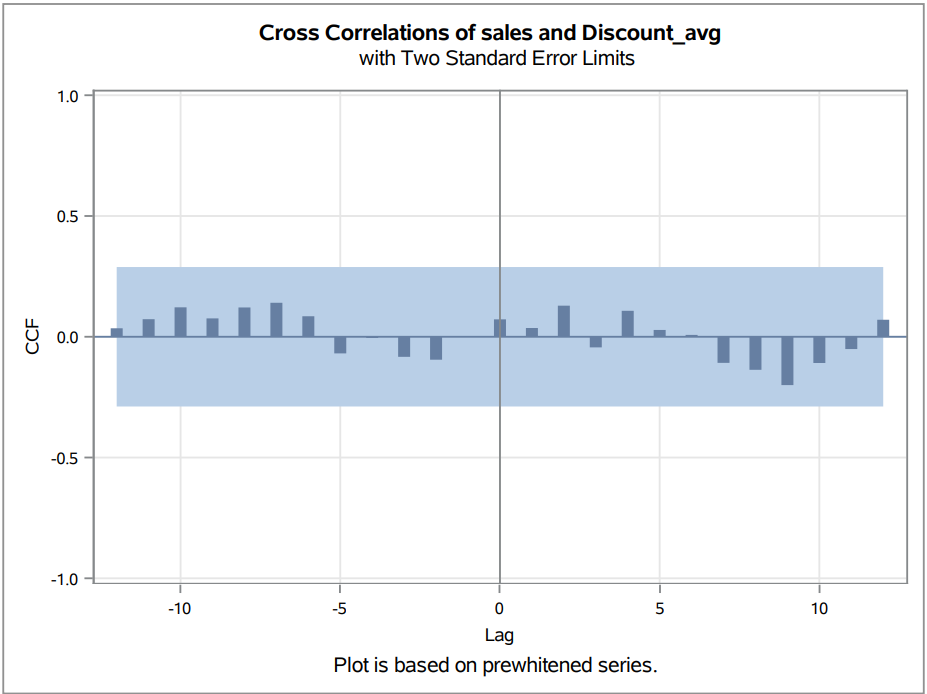 Cross Correlations of sales and Discount_avg
with Two Standard Error Limits
1.0
0.5
0.0
-0.5
-1.0
CCF
-10 -5 0 5 10
Lag
Plot is based on prewhitened series.